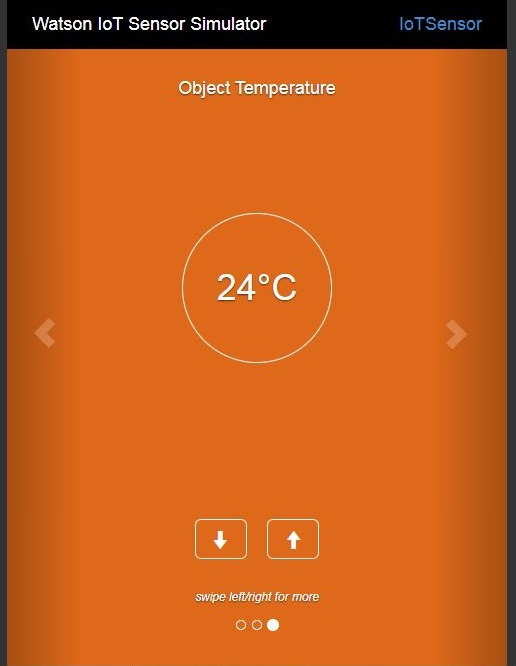 Watson IoT Sensor Simulator IoTSensor
Object Temperature
24°C
swipe left/right for more